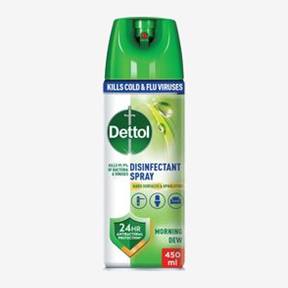 KILLS COLD & FLU VIRUSES
Dettol
KILLS 99.9%
OF BACTERIA
& VIRUSES
DISINFECTANT
SPRAY
HARD SURFACES & UPHOLSTERY
24HR
ANTIBACTERIAL
PROTECTION
MORNING
DEW
450
ml